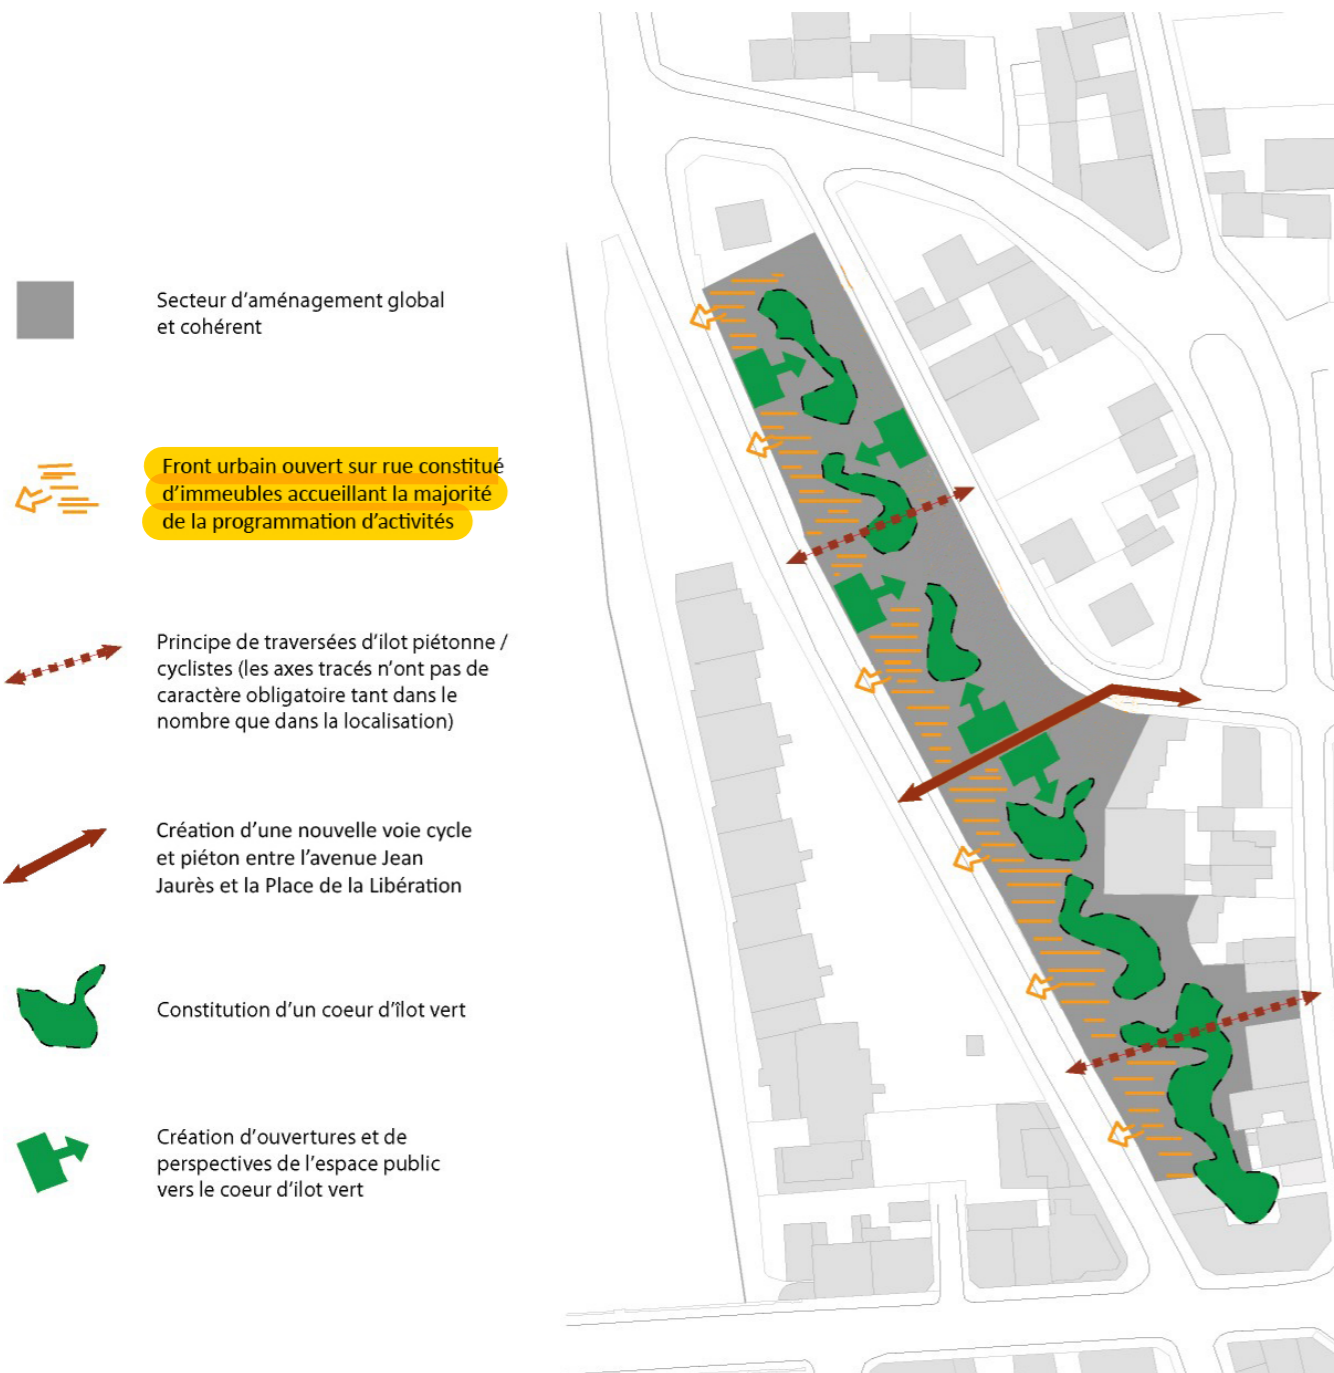 Secteur d'aménagement global
et cohérent
Front urbain ouvert sur rue constitué
d'immeubles accueillant la majorité
de la programmation d'activités
Principe de traversées d'ilot piétonne /
cyclistes (les axes tracés n'ont pas de
caractère obligatoire tant dans le
nombre que dans la localisation)
Création d'une nouvelle voie cycle
et piéton entre l'avenue Jean
Jaurès et la Place de la Libération
Constitution d'un coeur d'îlot vert
Création d'ouvertures et de
perspectives de l'espace public
vers le coeur d'ilot vert